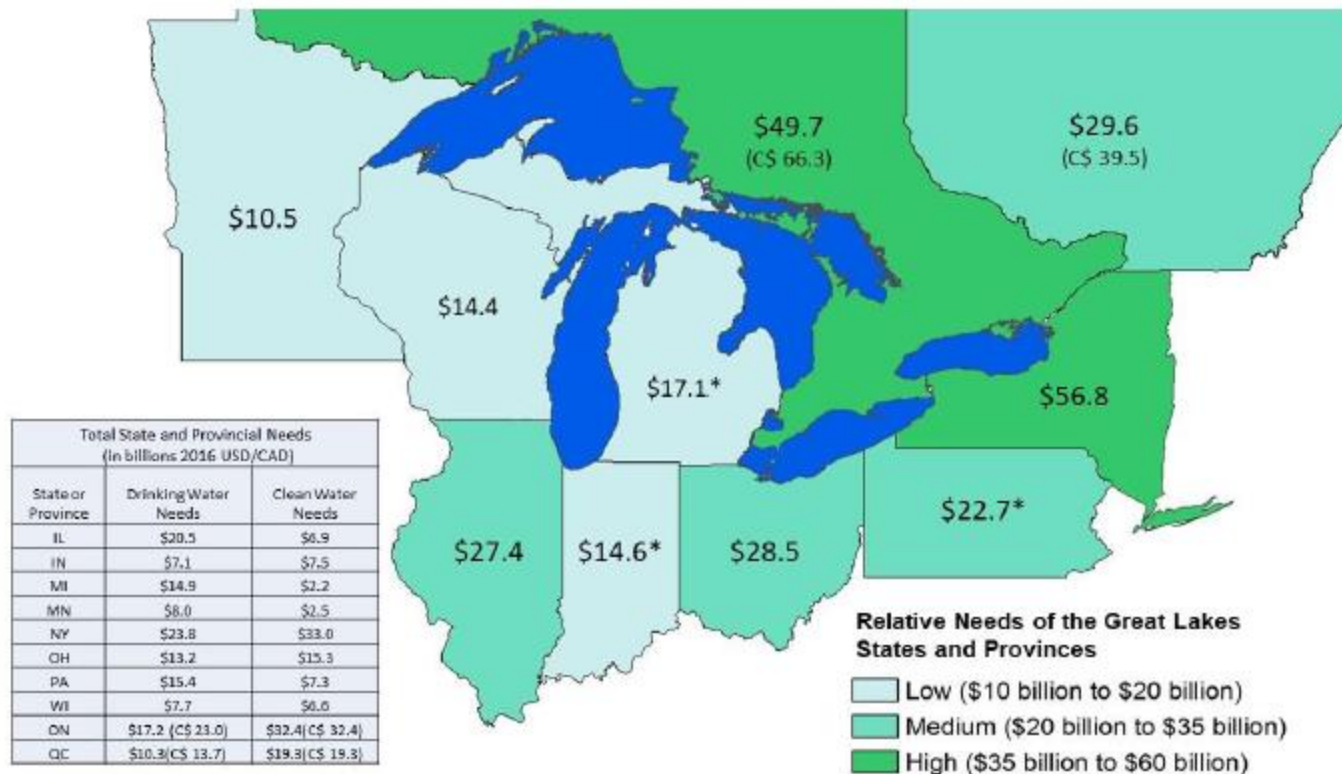 $49.7
(C$ 66.3)
$29.6
(C$ 39.5)
$10.5
$14.4
$17.1*
$56.8
$27.4
$14.6*
$28.5
$22.7*
Total State and Provincial Needs
(in billions 2016 USD/CAD)
State or Province Drinking Water Needs Clean Water Needs
IL $20.5 $6.9
IN $7.1 $7.5
MI $14.9 $2.2
MN $8.0 $2.5
NY $23.8 $33.0
OH $13.2 $15.3
PA $15.4 $7.3
WI $7.7 $6.6
ON $17.2 (C$ 23.0) $32.4(C$ 32.4)
QC $10.3(C$ 13.7) $19.3(C$ 19.3)
Relative Needs of the Great Lakes
States and Provinces
Low ($10 billion to $20 billion)
Medium ($20 billion to $35 billion)
High ($35 billion to $60 billion)